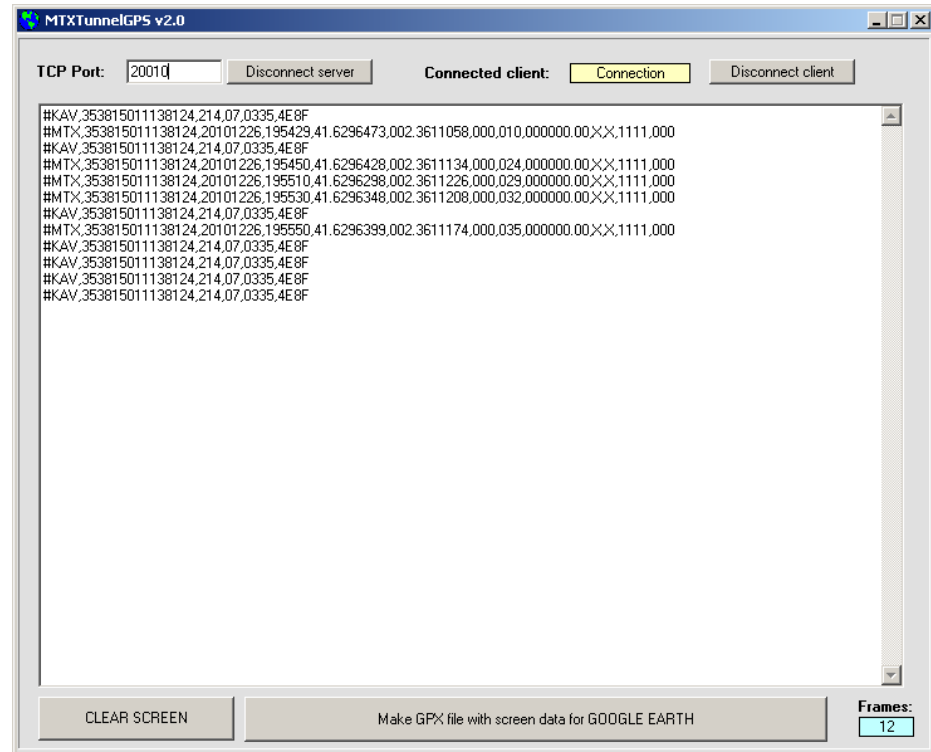 MTXTunnelGPS v2.0
TCP Port: 20010 Disconnect server Connected client: Connection Disconnect client
#KAV,353815011138124,214,07,0335,4E8F
#MTX,353815011138124,20101226,195429,41.6296473,002.3611058,000,010,000000.00,X,X,1111,000
#KAV,353815011138124,214,07,0335,4E8F
#MTX,353815011138124,20101226,195450,41.6296428,002.3611134,000,024,000000.00,X,X,1111,000
#MTX,353815011138124,20101226,195510,41.6296298,002.3611226,000,029,000000.00,X,X,1111,000
#MTX,353815011138124,20101226,195530,41.6296348,002.3611208,000,032,000000.00,X,X,1111,000
#KAV,353815011138124,214,07,0335,4E8F
#MTX,353815011138124,20101226,195550,41.6296399,002.3611174,000,035,000000.00,X,X,1111,000
#KAV,353815011138124,214,07,0335,4E8F
#KAV,353815011138124,214,07,0335,4E8F
#KAV,353815011138124,214,07,0335,4E8F
#KAV,353815011138124,214,07,0335,4E8F
CLEAR SCREEN Make GPX file with screen data for GOOGLE EARTH Frames:
12